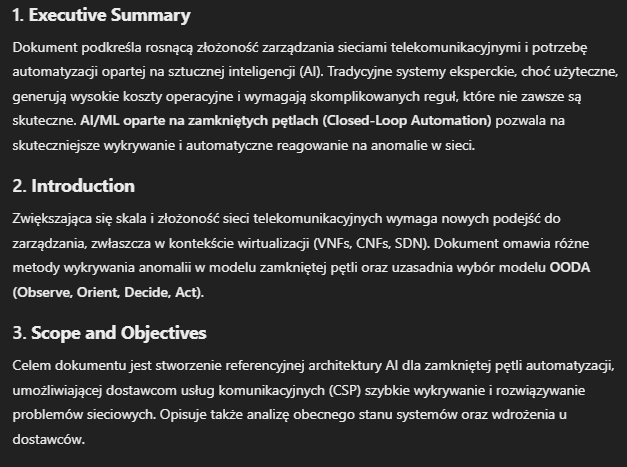 1. Executive Summary
Dokument podkreśla rosnącą złożoność zarządzania sieciami telekomunikacyjnymi i potrzebę
automatyzacji opartej na sztucznej inteligencji (AI). Tradycyjne systemy eksperckie, choć użyteczne,
generują wysokie koszty operacyjne i wymagają skomplikowanych reguł, które nie zawsze są
skuteczne. AI/ML oparte na zamkniętych pętlach (Closed-Loop Automation) pozwala na
skuteczniejsze wykrywanie i automatyczne reagowanie na anomalie w sieci.
2. Introduction
Zwiększająca się skala i złożoność sieci telekomunikacyjnych wymaga nowych podejść do
zarządzania, zwłaszcza w kontekście wirtualizacji (VNFs, CNFs, SDN). Dokument omawia różne
metody wykrywania anomalii w modelu zamkniętej pętli oraz uzasadnia wybór modelu OODA
(Observe, Orient, Decide, Act).
3. Scope and Objectives
Celem dokumentu jest stworzenie referencyjnej architektury AI dla zamkniętej pętli automatyzacji,
umożliwiającej dostawcom usług komunikacyjnych (CSP) szybkie wykrywanie i rozwiązywanie
problemów sieciowych. Opisuje także analizę obecnego stanu systemów oraz wdrożenia u
dostawców.